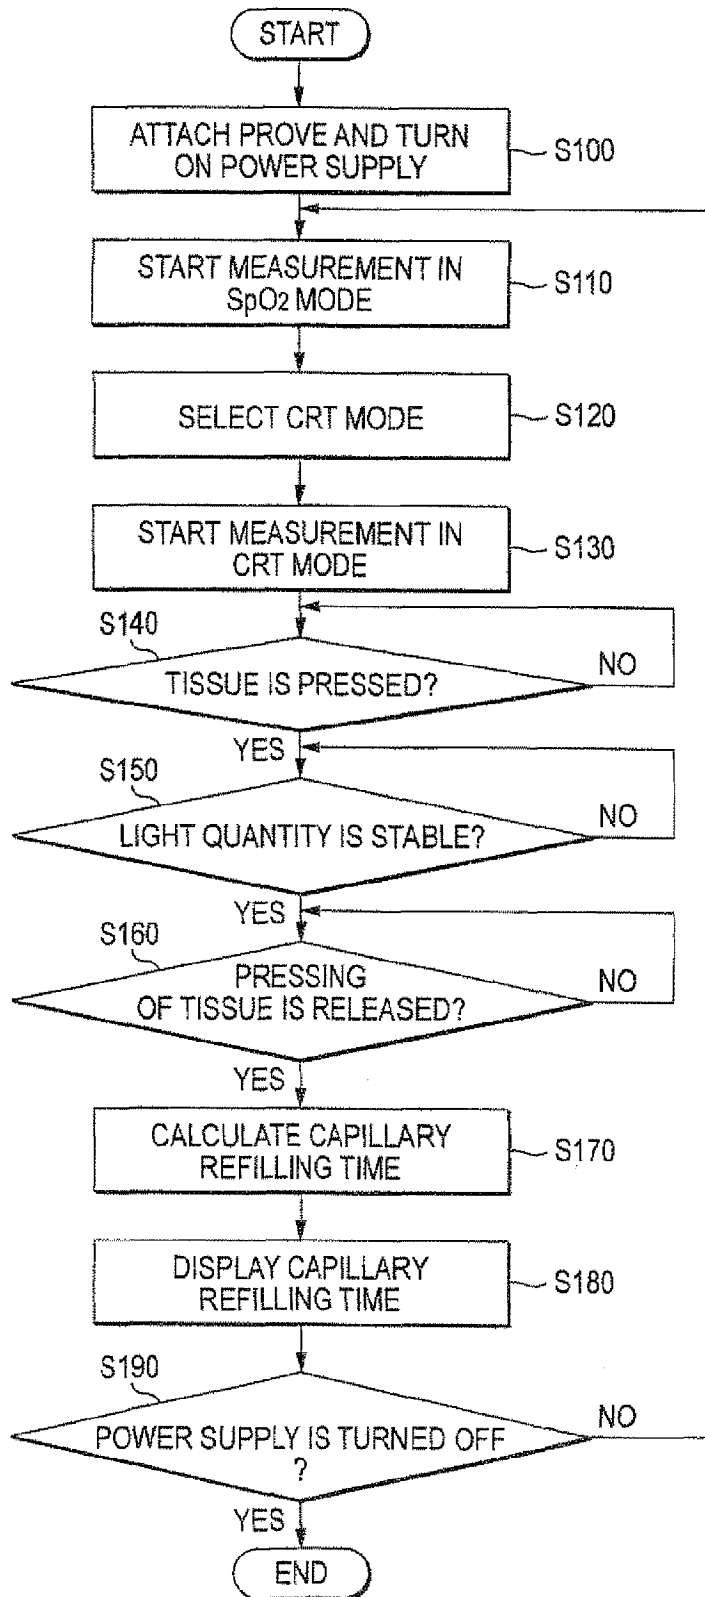 START
ATTACH PROVE AND TURN
ON POWER SUPPLY
S100
START MEASUREMENT IN
SpO2 MODE
S110
SELECT CRT MODE
S120
START MEASUREMENT IN
CRT MODE
S130
S140
TISSUE IS PRESSED?
NO
YES
S150
LIGHT QUANTITY IS STABLE?
NO
YES
S160
PRESSING
OF TISSUE IS RELEASED?
NO
YES
CALCULATE CAPILLARY
REFILLING TIME
S170
DISPLAY CAPILLARY
REFILLING TIME
S180
S190
POWER SUPPLY IS TURNED OFF
?
NO
YES
END